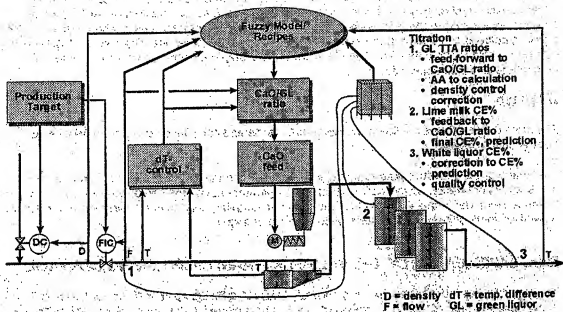 Fuzzy Model/
Recipes
Titration
1. GL TTA ratios
• feed-forward to
CaO/GL ratio
• AA to calculation
• density control
correction
2. Lime milk CE%
• feedback to
CaO/GL ratio
• final CE%, prediction
3. White liquor CE%
• correction to CE%
prediction
• quality control
Production
Target
CaO/GL
ratio
dT-
control
CaO
feed
DC
D
FIC
F
T
M
T
1
2
3
T
D = density dT = temp. difference
F = flow GL = green liquor